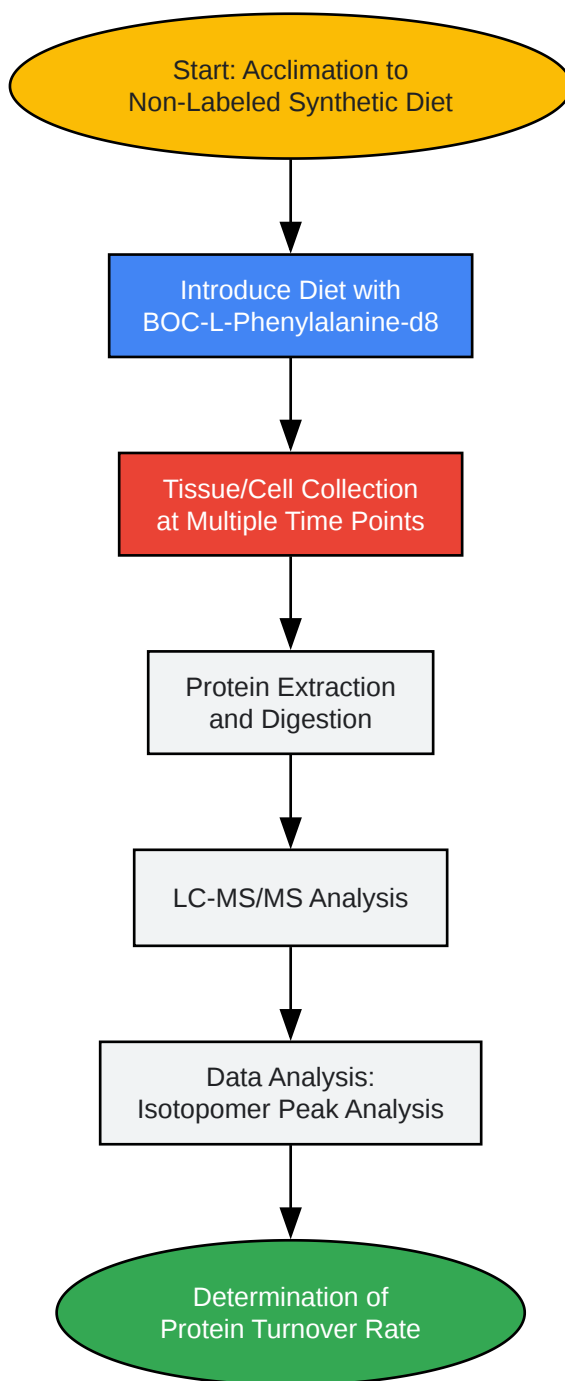 Start: Acclimation to
Non-Labeled Synthetic Diet
Introduce Diet with
BOC-L-Phenylalanine-d8
Tissue/Cell Collection
at Multiple Time Points
Protein Extraction
and Digestion
LC-MS/MS Analysis
Data Analysis:
Isotopomer Peak Analysis
Determination of
Protein Turnover Rate